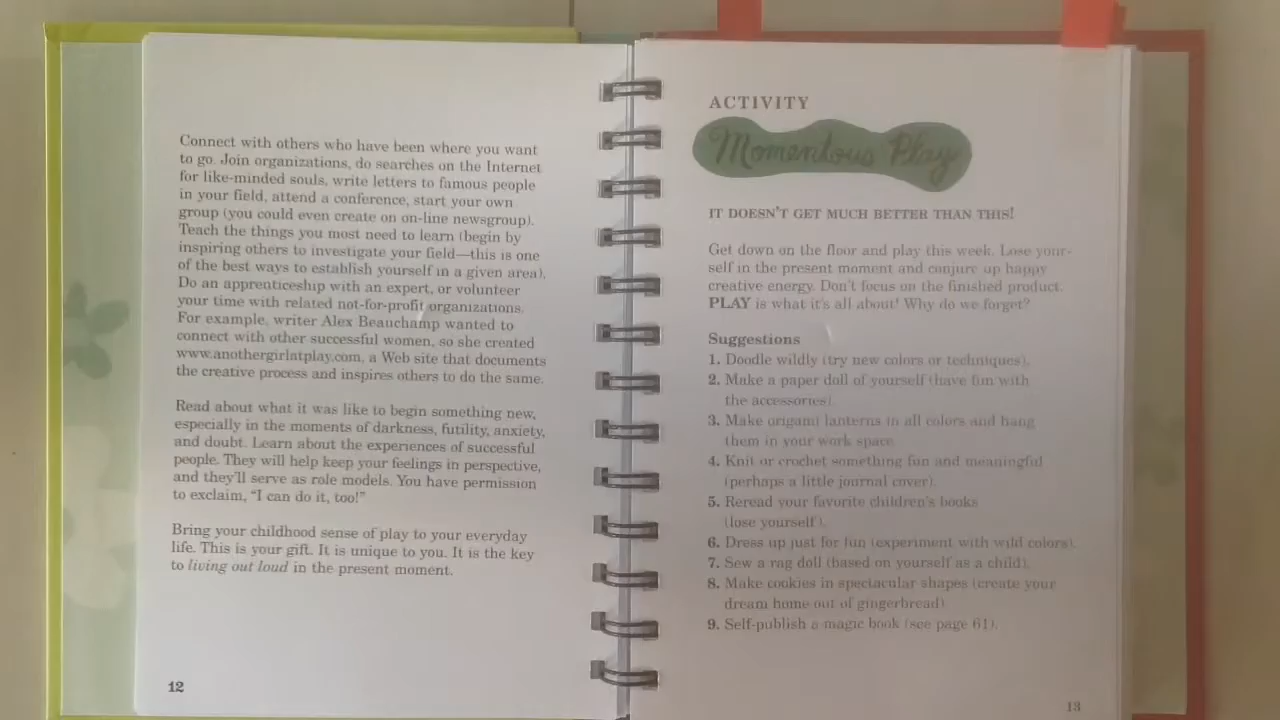 Connect with others who have been where you want
to go. Join organizations, do searches on the Internet
for like-minded souls, write letters to famous people
in your field, attend a conference, start your own
group (you could even create on on-line newsgroup).
Teach the things you most need to learn (begin by
inspiring others to investigate your field—this is one
of the best ways to establish yourself in a given area).
Do an apprenticeship with an expert, or volunteer
your time with related not-for-profit organizations.
For example, writer Alex Beauchamp wanted to
connect with other successful women, so she created
www.anothergirlatplay.com, a Web site that documents
the creative process and inspires others to do the same.
Read about what it was like to begin something new,
especially in the moments of darkness, futility, anxiety,
and doubt. Learn about the experiences of successful
people. They will help keep your feelings in perspective,
and they'll serve as role models. You have permission
to exclaim, "I can do it, too!"
Bring your childhood sense of play to your everyday
life. This is your gift. It is unique to you. It is the key
to living out loud in the present moment.
12
ACTIVITY
Momentous Play
IT DOESN'T GET MUCH BETTER THAN THIS!
Get down on the floor and play this week. Lose your-
self in the present moment and conjure up happy
creative energy. Don't focus on the finished product.
PLAY is what it's all about! Why do we forget?
Suggestions
1. Doodle wildly (try new colors or techniques).
2. Make a paper doll of yourself (have fun with
the accessories).
3. Make origami lanterns in all colors and hang
them in your work space.
4. Knit or crochet something fun and meaningful
(perhaps a little journal cover).
5. Reread your favorite children's books
(lose yourself).
6. Dress up just for fun (experiment with wild colors).
7. Sew a rag doll (based on yourself as a child).
8. Make cookies in spectacular shapes (create your
dream home out of gingerbread).
9. Self-publish a magic book (see page 61).
13